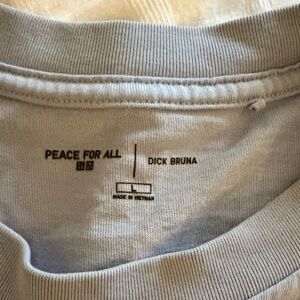 PEACE FOR ALL
DICK BRUNA
L
MADE IN VIETNAM